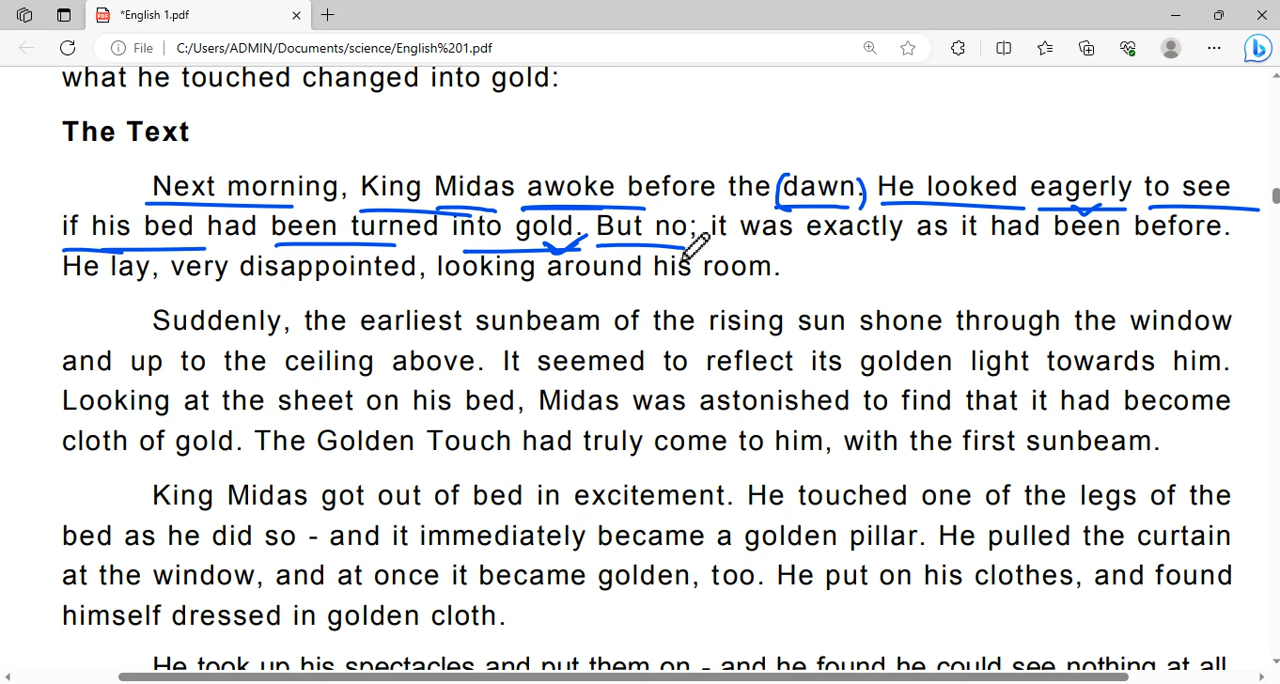 *English 1.pdf
File C:/Users/ADMIN/Documents/science/English%201.pdf
what he touched changed into gold:
The Text
Next morning, King Midas awoke before the dawn. He looked eagerly to see
if his bed had been turned into gold. But no; it was exactly as it had been before.
He lay, very disappointed, looking around his room.
Suddenly, the earliest sunbeam of the rising sun shone through the window
and up to the ceiling above. It seemed to reflect its golden light towards him.
Looking at the sheet on his bed, Midas was astonished to find that it had become
cloth of gold. The Golden Touch had truly come to him, with the first sunbeam.
King Midas got out of bed in excitement. He touched one of the legs of the
bed as he did so - and it immediately became a golden pillar. He pulled the curtain
at the window, and at once it became golden, too. He put on his clothes, and found
himself dressed in golden cloth.
He took up his spectacles and put them on - and he found he could see nothing at all